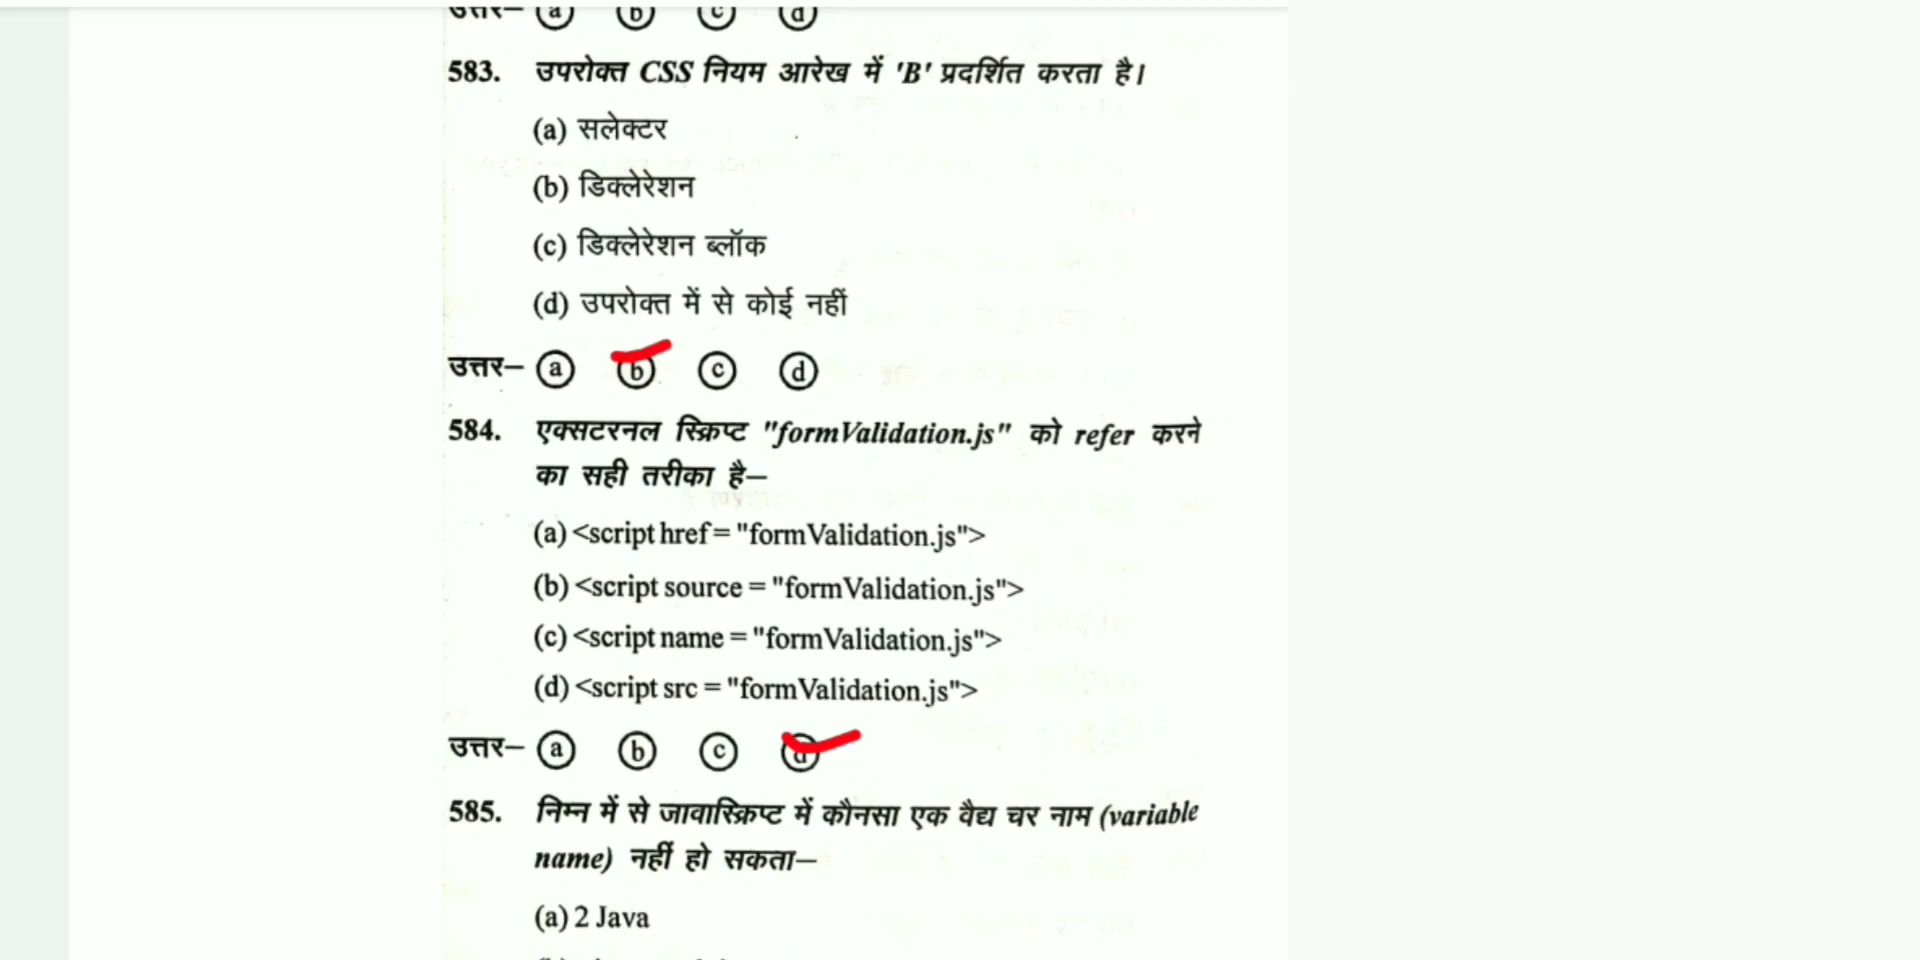 उत्तर– (a) (b) (c) (d)
583. उपरोक्त CSS नियम आरेख में 'B' प्रदर्शित करता है।
(a) सलेक्टर
(b) डिक्लेरेशन
(c) डिक्लेरेशन ब्लॉक
(d) उपरोक्त में से कोई नहीं
उत्तर– (a) (b) (c) (d)
584. एक्सटरनल स्क्रिप्ट "formValidation.js" को refer करने
का सही तरीका है–
(a) <script href = "formValidation.js">
(b) <script source = "formValidation.js">
(c) <script name = "formValidation.js">
(d) <script src = "formValidation.js">
उत्तर– (a) (b) (c) (d)
585. निम्न में से जावास्क्रिप्ट में कौनसा एक वैद्य चर नाम (variable
name) नहीं हो सकता–
(a) 2 Java